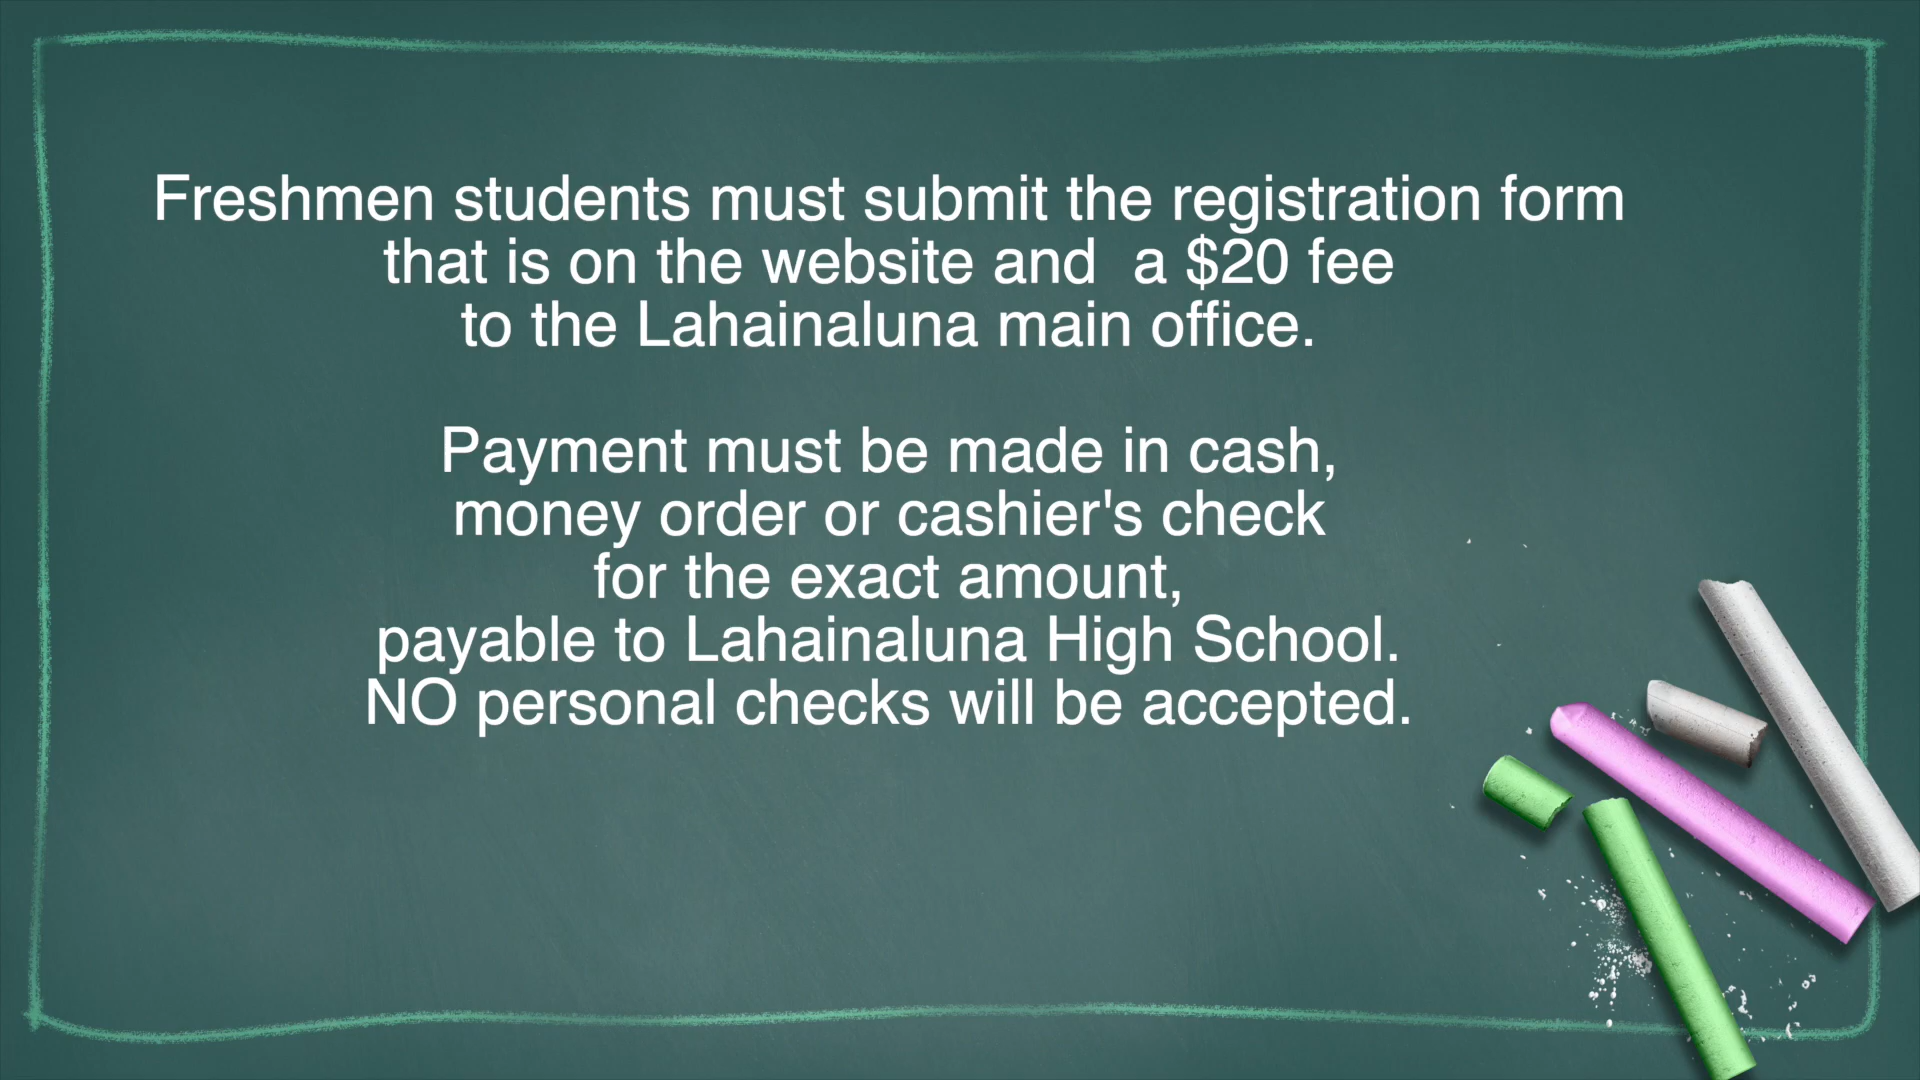 Freshmen students must submit the registration form
that is on the website and  a $20 fee
to the Lahainaluna main office.
Payment must be made in cash,
money order or cashier's check
for the exact amount,
payable to Lahainaluna High School.
NO personal checks will be accepted.